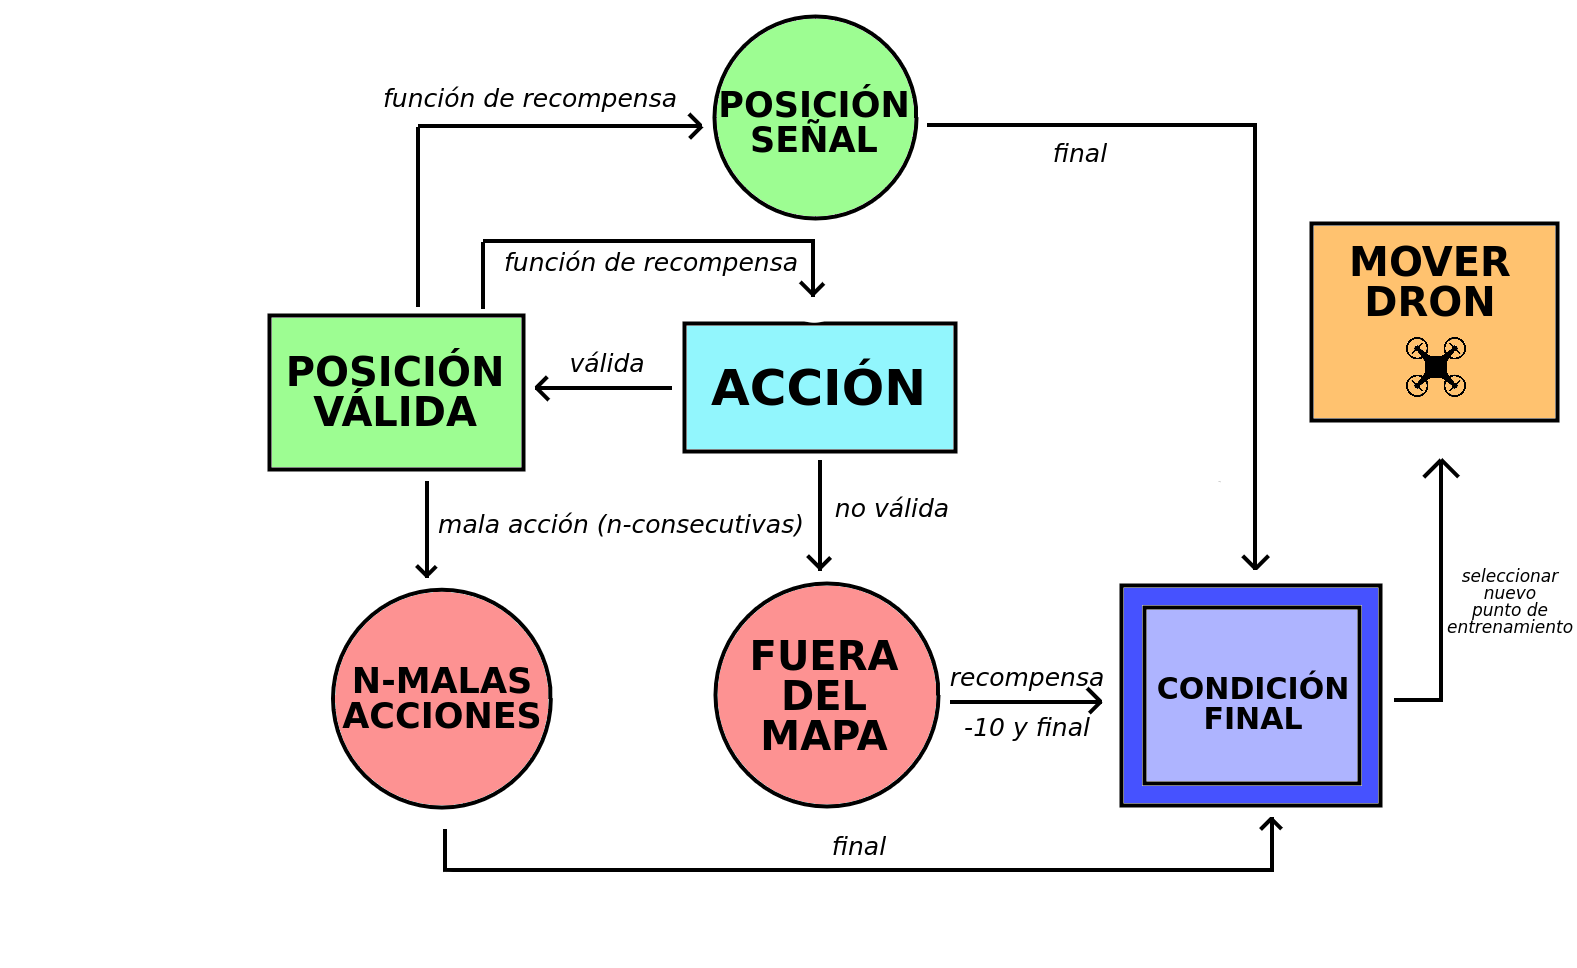 función de recompensa
POSICIÓN
SEÑAL
final
función de recompensa
MOVER
DRON
POSICIÓN
VÁLIDA
válida
ACCIÓN
mala acción (n-consecutivas)
no válida
seleccionar
nuevo
punto de
entrenamiento
N-MALAS
ACCIONES
FUERA
DEL
MAPA
recompensa
-10 y final
CONDICIÓN
FINAL
final